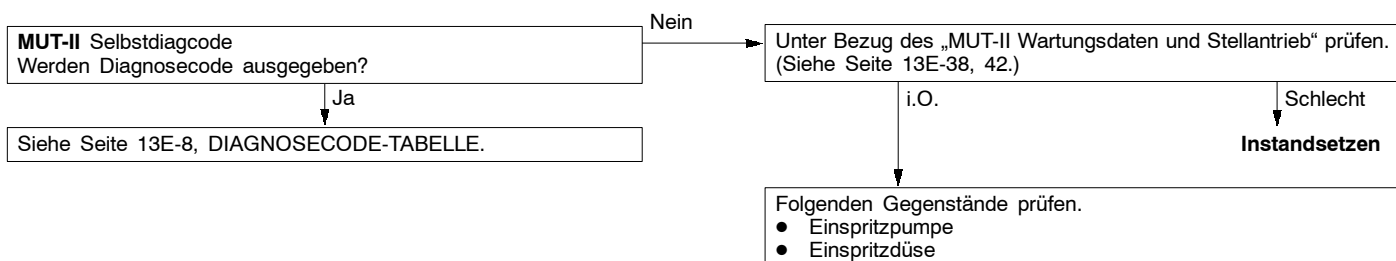 MUT-II Selbstdiagcode
Werden Diagnosecode ausgegeben?
Nein
Unter Bezug des „MUT-II Wartungsdaten und Stellantrieb“ prüfen.
(Siehe Seite 13E-38, 42.)
Ja
Siehe Seite 13E-8, DIAGNOSECODE-TABELLE.
i.O.
Schlecht
Instandsetzen
Folgenden Gegenstände prüfen.
● Einspritzpumpe
● Einspritzdüse